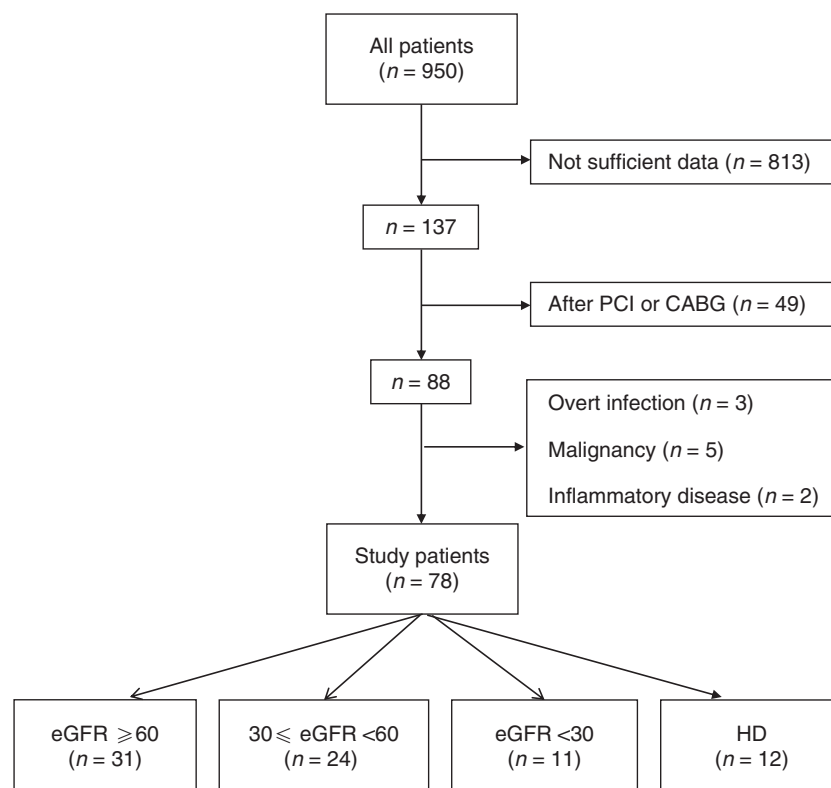 All patients
(n = 950)
Not sufficient data (n = 813)
n = 137
After PCI or CABG (n = 49)
n = 88
Overt infection (n = 3)
Malignancy (n = 5)
Inflammatory disease (n = 2)
Study patients
(n = 78)
eGFR ⩾60
(n = 31)
30⩽ eGFR <60
(n = 24)
eGFR <30
(n = 11)
HD
(n = 12)